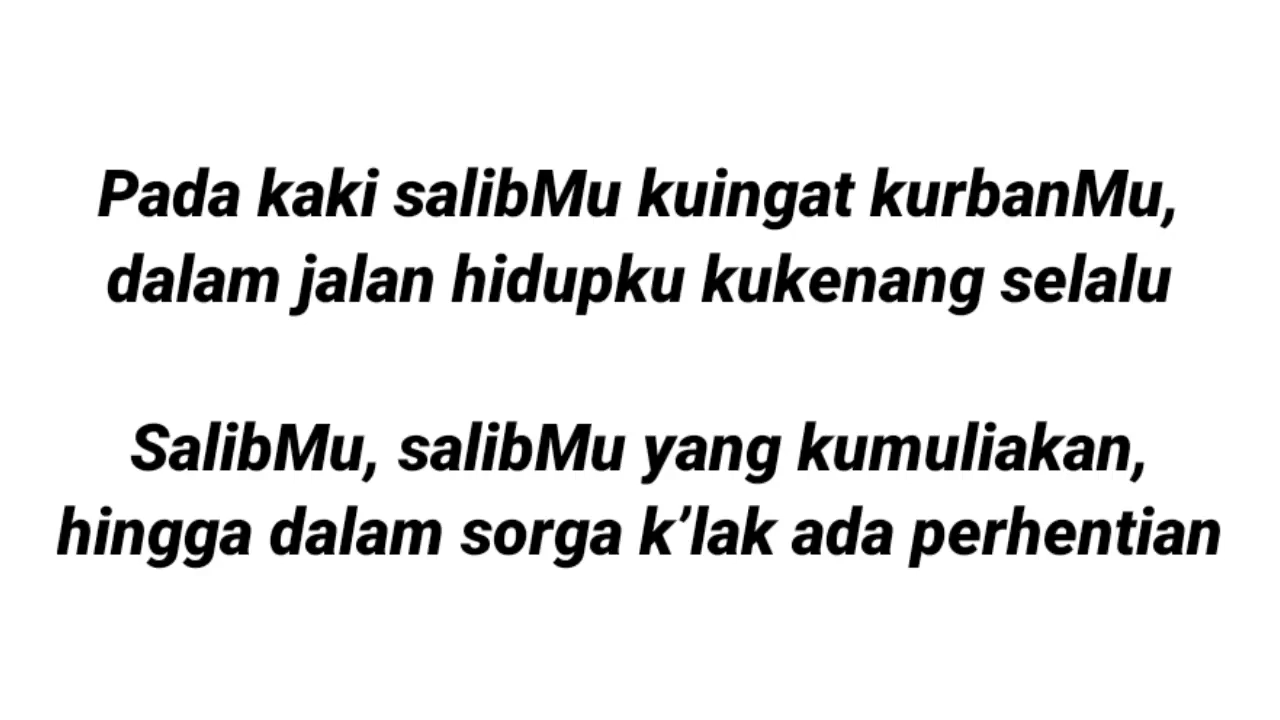 Pada kaki salibMu kuingat kurbanMu,
dalam jalan hidupku kukenang selalu
SalibMu, salibMu yang kumuliakan,
hingga dalam sorga k’lak ada perhentian